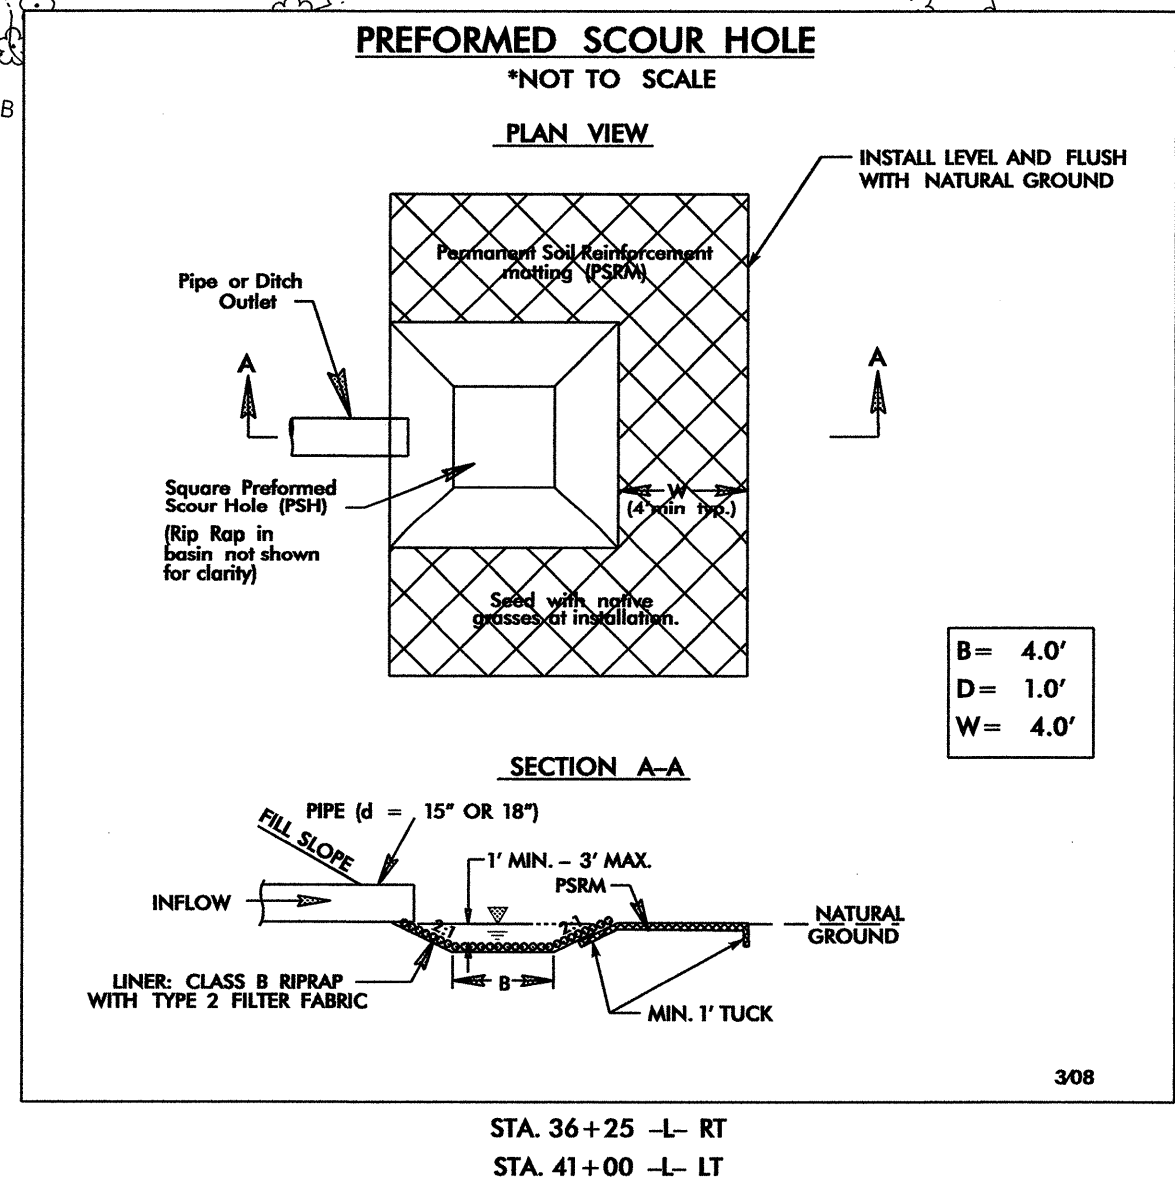 PREFORMED SCOUR HOLE
*NOT TO SCALE
B
PLAN VIEW
INSTALL LEVEL AND FLUSH
WITH NATURAL GROUND
Permanent Soil Reinforcement
matting (PSRM)
Pipe or Ditch
Outlet
A
A
Square Preformed
Scour Hole (PSH)
(Rip Rap in
basin not shown
for clarity)
W
(4' min typ.)
Seed with native
grasses at installation.
B= 4.0'
D= 1.0'
W= 4.0'
SECTION A-A
PIPE (d = 15" OR 18")
FILL SLOPE
1' MIN. - 3' MAX.
PSRM
INFLOW
2:1
2:1
NATURAL
GROUND
B
LINER: CLASS B RIPRAP
WITH TYPE 2 FILTER FABRIC
MIN. 1' TUCK
3/08
STA. 36+25 -L- RT
STA. 41+00 -L- LT